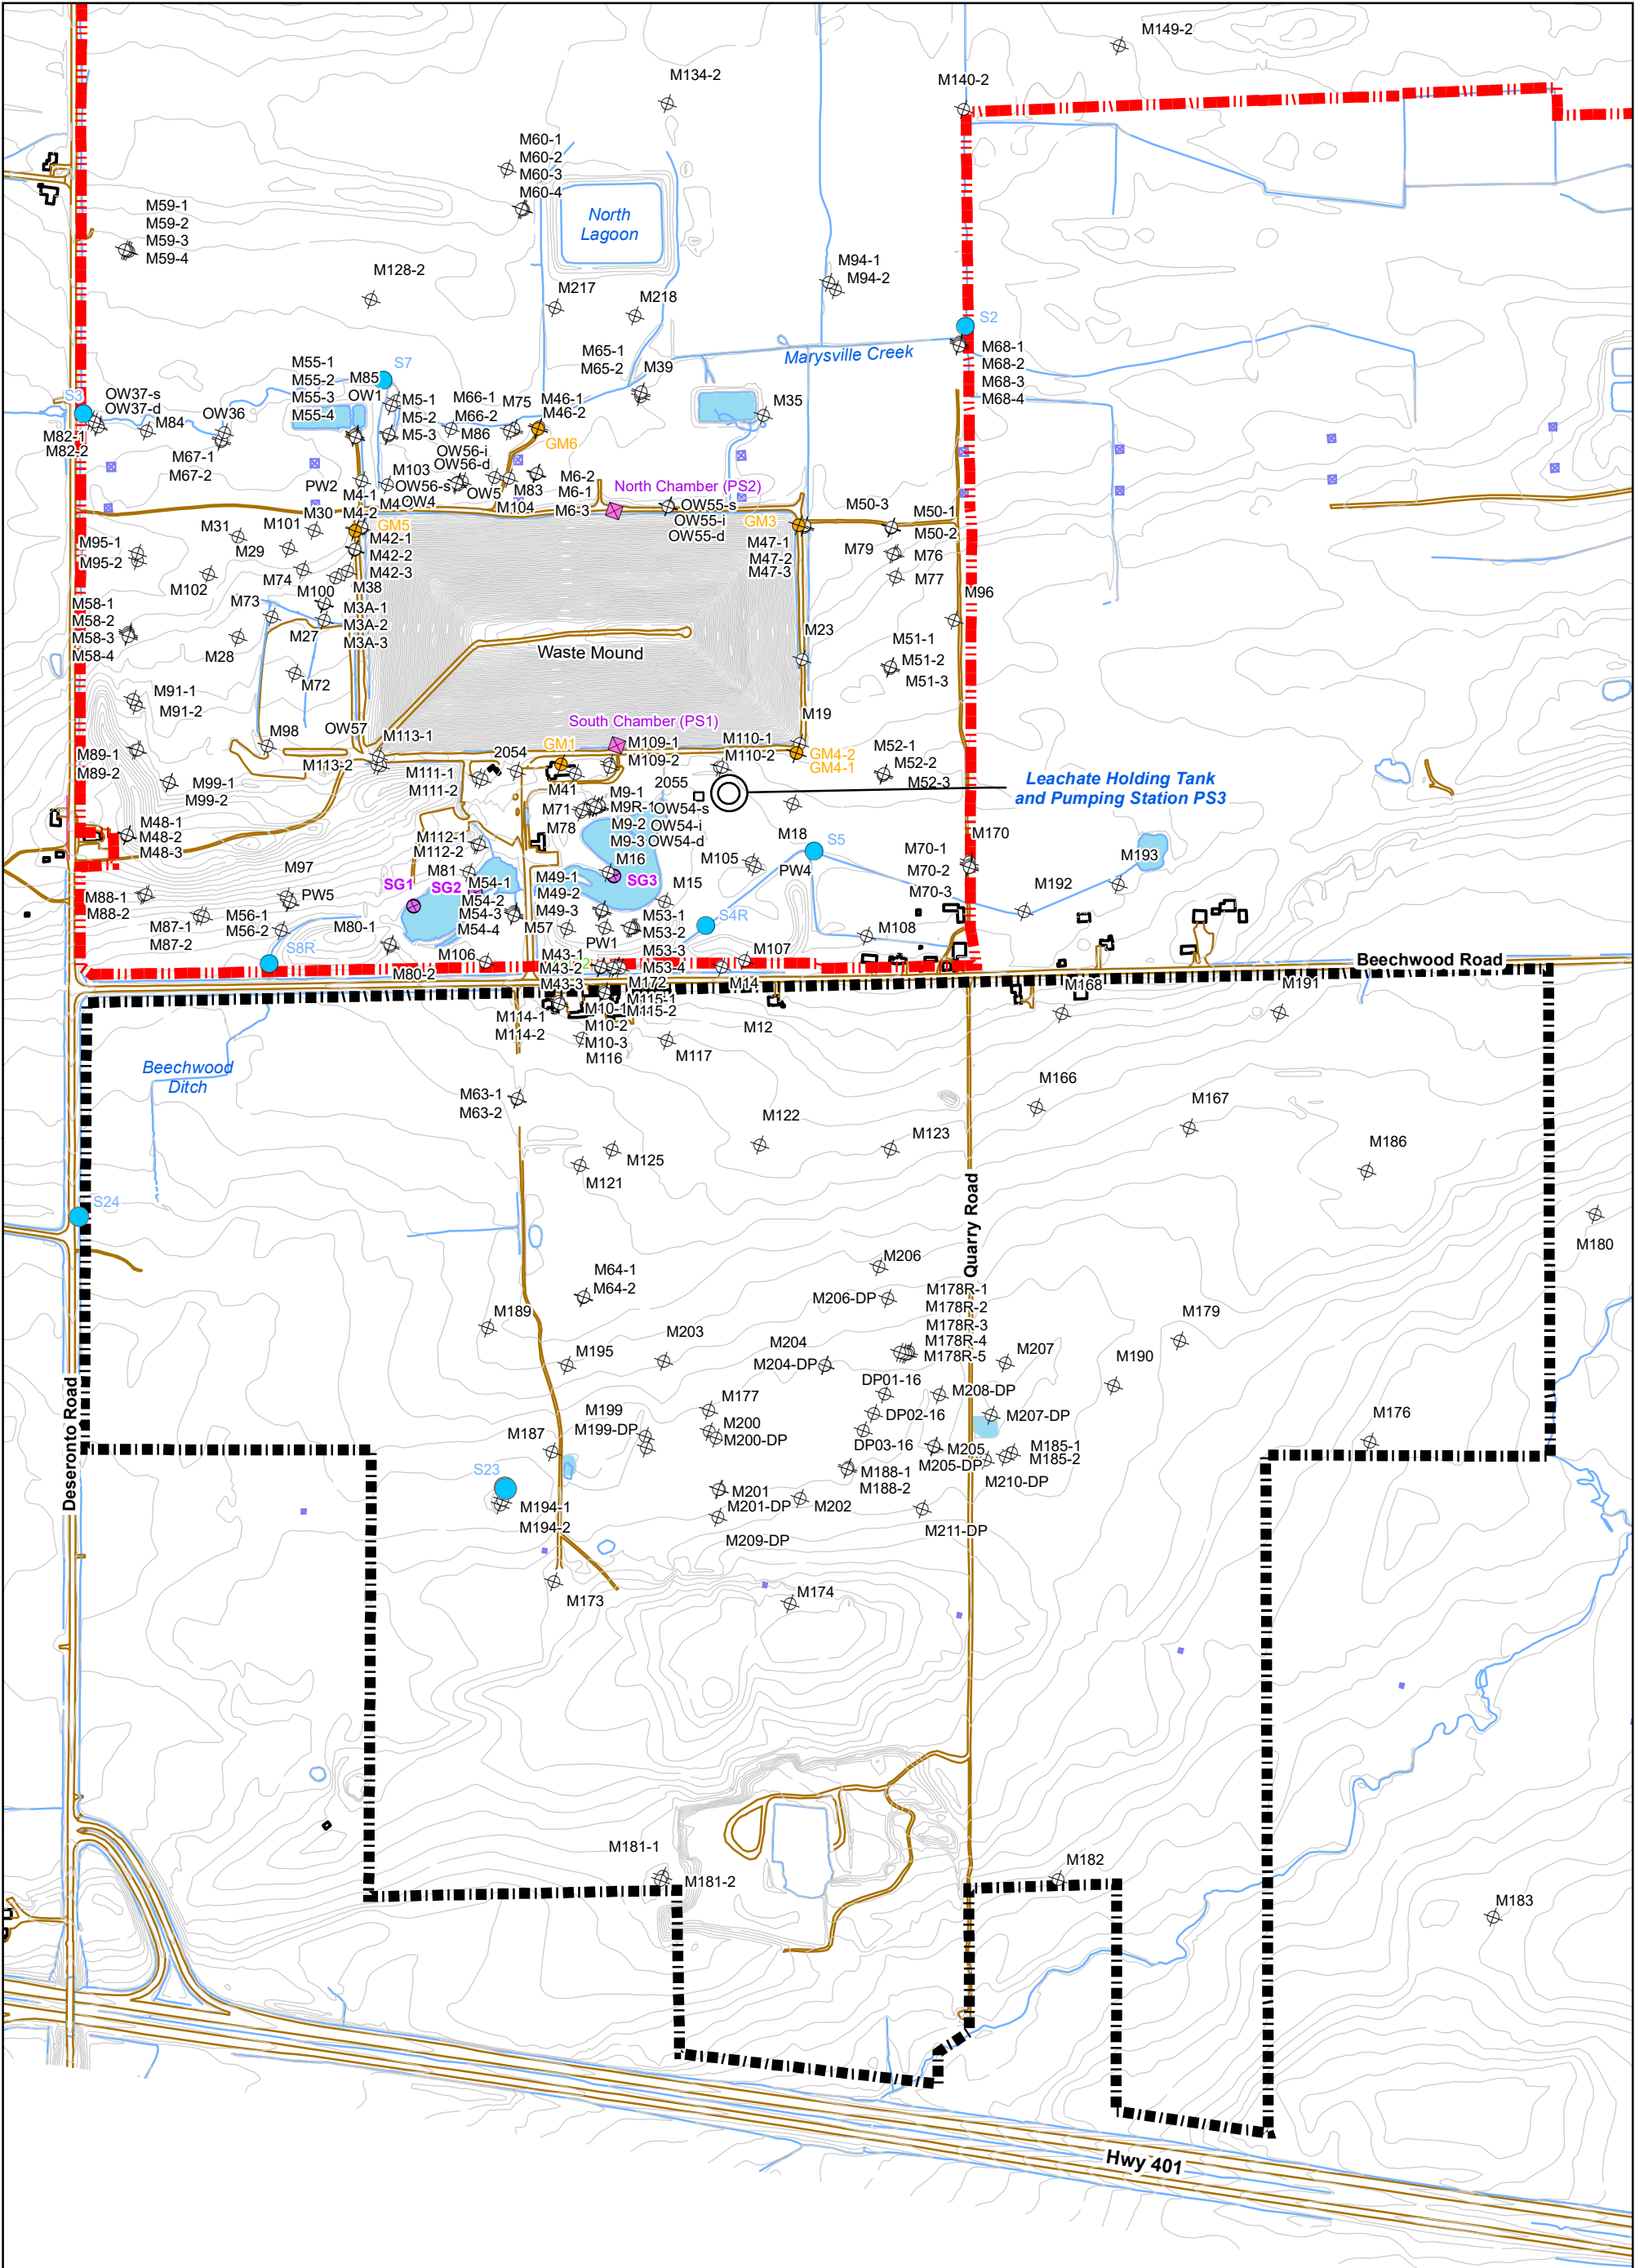 M149-2
M134-2
M140-2
M60-1
M60-2
M60-3
M60-4
North
Lagoon
M59-1
M59-2
M59-3
M59-4
M128-2
M94-1
M94-2
M217
M218
S2
M68-1
M68-2
M68-3
M68-4
Marysville Creek
M65-1
M65-2
M39
M35
S7
M55-1
M55-2
M55-3
M55-4
M85
OW1
M5-1
M5-2
M5-3
M66-1
M66-2
M75
M86
M46-1
M46-2
GM6
S3
OW37-s
OW37-d
M84
OW36
M82-1
M82-2
M67-1
M67-2
OW56-i
OW56-d
OW56-s
M103
OW4
OW5
M83
M104
M6-2
M6-1
M6-3
North Chamber (PS2)
OW55-s
OW55-i
OW55-d
PW2
M4-1
M4-2
M30
M101
M31
M29
M95-1
M95-2
M102
M74
M100
GM5
M42-1
M42-2
M42-3
M38
M3A-1
M3A-2
M3A-3
GM3
M47-1
M47-2
M47-3
M50-3
M50-1
M50-2
M79
M76
M77
M96
M58-1
M58-2
M58-3
M58-4
M73
M27
M28
M72
M23
M51-1
M51-2
M51-3
Waste Mound
M91-1
M91-2
M89-1
M89-2
M98
M99-1
M99-2
OW57
M113-1
M113-2
South Chamber (PS1)
M19
2054
GM1
M109-1
M109-2
M110-1
M110-2
GM4-2
GM4-1
M52-1
M52-2
M52-3
Leachate Holding Tank
and Pumping Station PS3
M111-1
M111-2
M41
2055
M71
M78
M9-1
M9R-1
M9-2
M9-3
OW54-s
OW54-i
OW54-d
M48-1
M48-2
M48-3
M112-1
M112-2
M81
M16
SG3
M18
S5
M105
PW4
M170
M70-1
M70-2
M70-3
M193
M192
M97
PW5
M88-1
M88-2
M87-1
M87-2
M56-1
M56-2
S8R
SG1
SG2
M54-1
M54-2
M54-3
M54-4
M80-1
M80-2
M106
M49-1
M49-2
M49-3
M57
PW1
M15
M53-1
M53-2
M53-3
M53-4
S4R
M108
M107
M43-1
M43-2
M43-3
M172
M14
Beechwood Road
M168
M191
M114-1
M114-2
M115-1
M115-2
M10-1
M10-2
M10-3
M116
M117
M12
Beechwood
Ditch
M63-1
M63-2
M122
M123
M166
M167
M186
M125
M121
S24
M180
Quarry Road
M206
M206-DP
M64-1
M64-2
M189
M178R-1
M178R-2
M178R-3
M178R-4
M178R-5
M179
M195
M203
M204
M204-DP
M207
M190
DP01-16
M208-DP
DP02-16
M207-DP
M177
M200
M200-DP
M199
M199-DP
M187
DP03-16
M205
M205-DP
M185-1
M185-2
M210-DP
M176
M188-1
M188-2
S23
M194-1
M194-2
M201
M201-DP
M202
M209-DP
M211-DP
Deseronto Road
M173
M174
M181-1
M181-2
M182
M183
Hwy 401